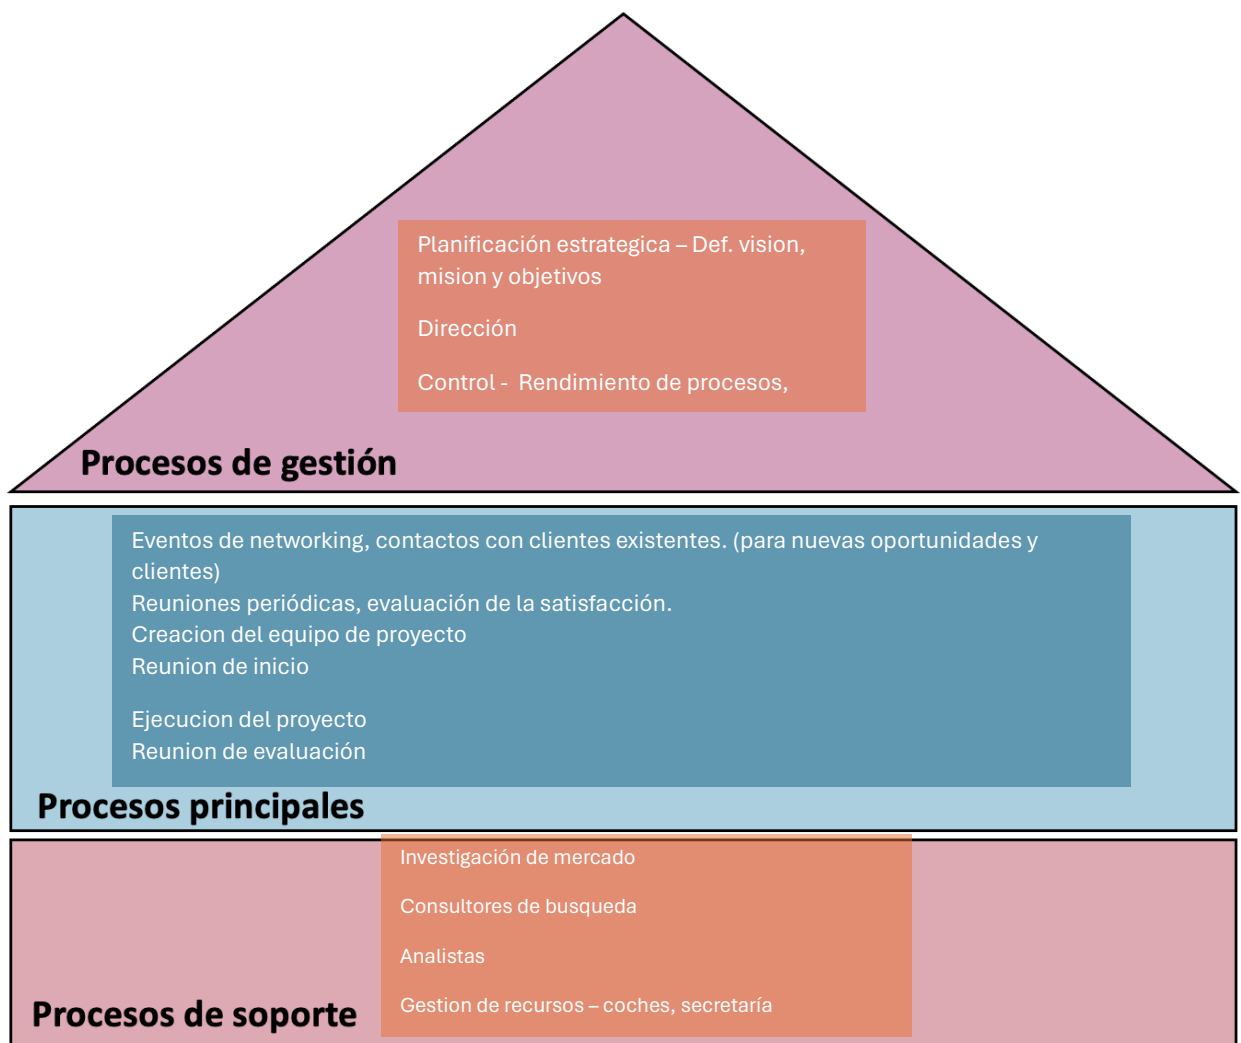 Planificación estrategica – Def. vision,
mision y objetivos
Dirección
Control -  Rendimiento de procesos,
Procesos de gestión
Eventos de networking, contactos con clientes existentes. (para nuevas oportunidades y
clientes)
Reuniones periódicas, evaluación de la satisfacción.
Creacion del equipo de proyecto
Reunion de inicio
Ejecucion del proyecto
Reunion de evaluación
Procesos principales
Investigación de mercado
Consultores de busqueda
Analistas
Gestion de recursos – coches, secretaría
Procesos de soporte